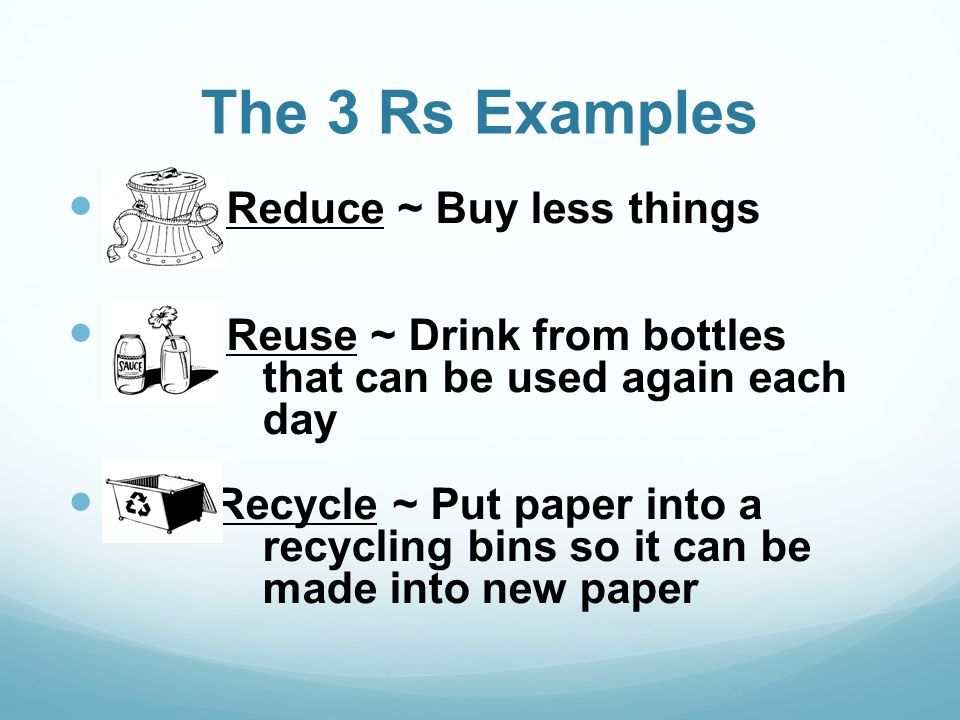 The 3 Rs Examples
Reduce ~ Buy less things
SAUCE
Reuse ~ Drink from bottles
that can be used again each
day
Recycle ~ Put paper into a
recycling bins so it can be
made into new paper